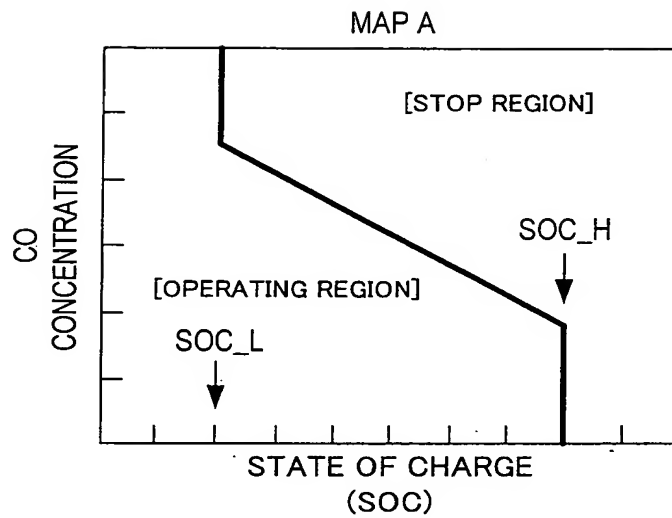 MAP A
[STOP REGION]
CO
CONCENTRATION
SOC_H
[OPERATING REGION]
SOC_L
STATE OF CHARGE
(SOC)